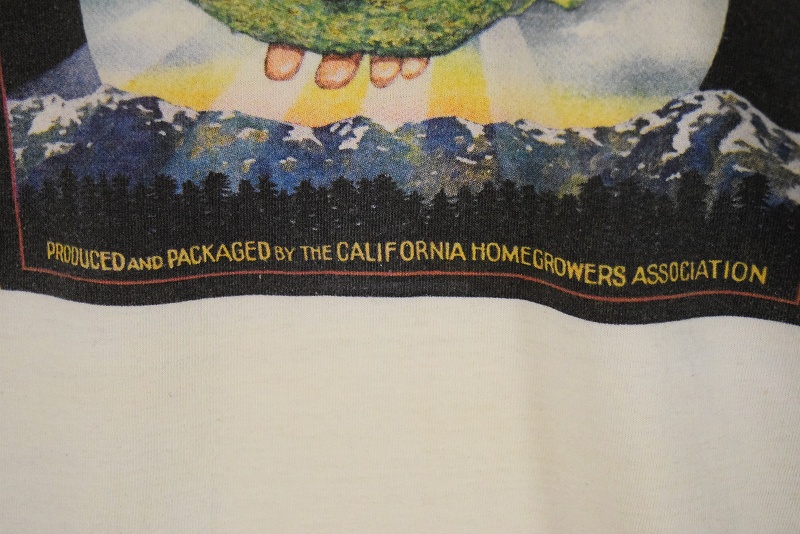 PRODUCED AND PACKAGED BY THE CALIFORNIA HOMEGROWERS ASSOCIATION